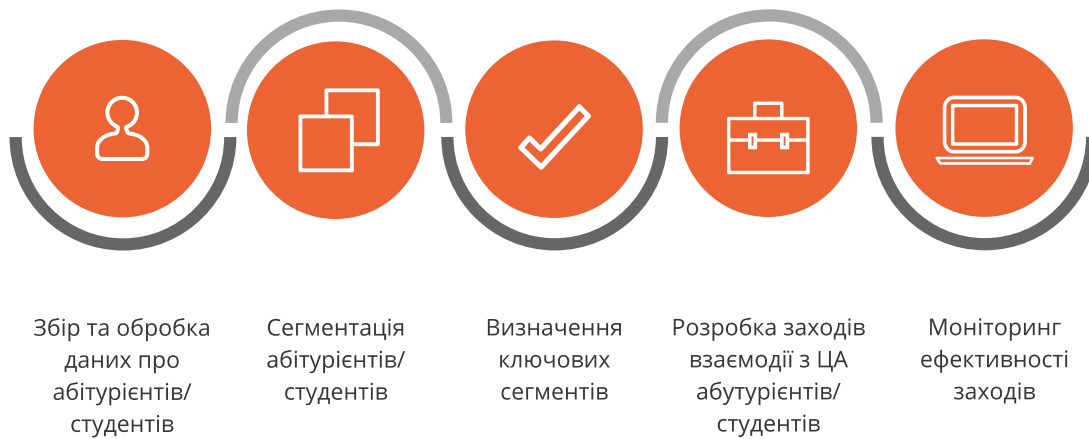 Збір та обробка
даних про
абітурієнтів/
студентів
Сегментація
абітурієнтів/
студентів
Визначення
ключових
сегментів
Розробка заходів
взаємодії з ЦА
абутурієнтів/
студентів
Моніторинг
ефективності
заходів